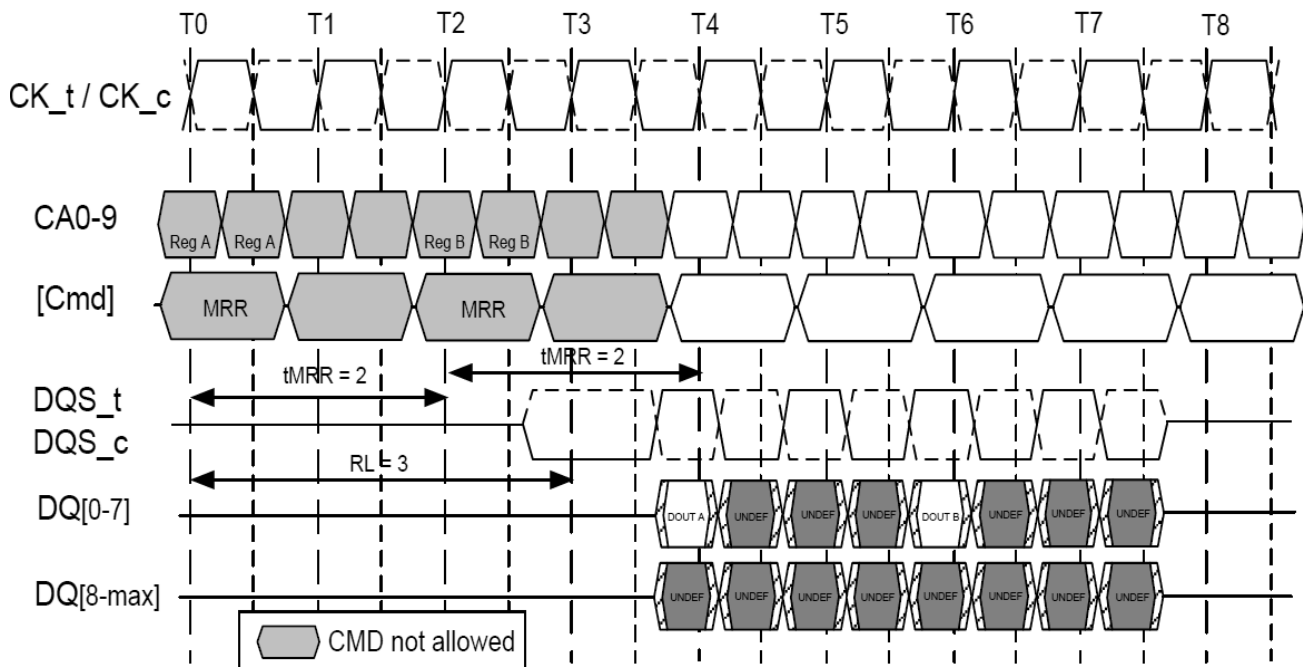 T0 T1 T2 T3 T4 T5 T6 T7 T8
CK_t / CK_c
CA0-9
Reg A Reg A Reg B Reg B
[Cmd]
MRR MRR
tMRR = 2
tMRR = 2
DQS_t
DQS_c
RL = 3
DQ[0-7]
DOUT A UNDEF UNDEF UNDEF DOUT B UNDEF UNDEF UNDEF
DQ[8-max]
UNDEF UNDEF UNDEF UNDEF UNDEF UNDEF UNDEF UNDEF
CMD not allowed